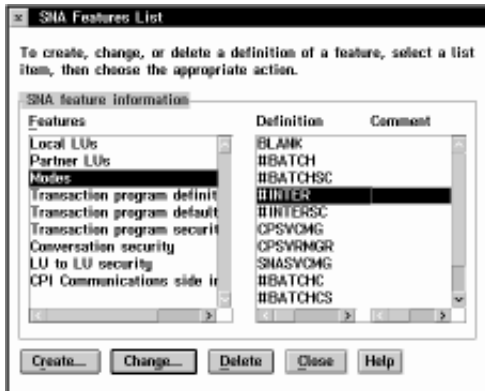 SNA Features List
To create, change, or delete a definition of a feature, select a list
item, then choose the appropriate action.
SNA feature information
Features
Local LUs
Partner LUs
Modes
Transaction program definit
Transaction program default
Transaction program securit
Conversation security
LU to LU security
CPI Communications side in
Definition Comment
BLANK
#BATCH
#BATCHSC
#INTER
#INTERSC
CPSVCMG
CPSVRMGR
SNASVCMG
#BATCHC
#BATCHCS
Create... Change... Delete Close Help